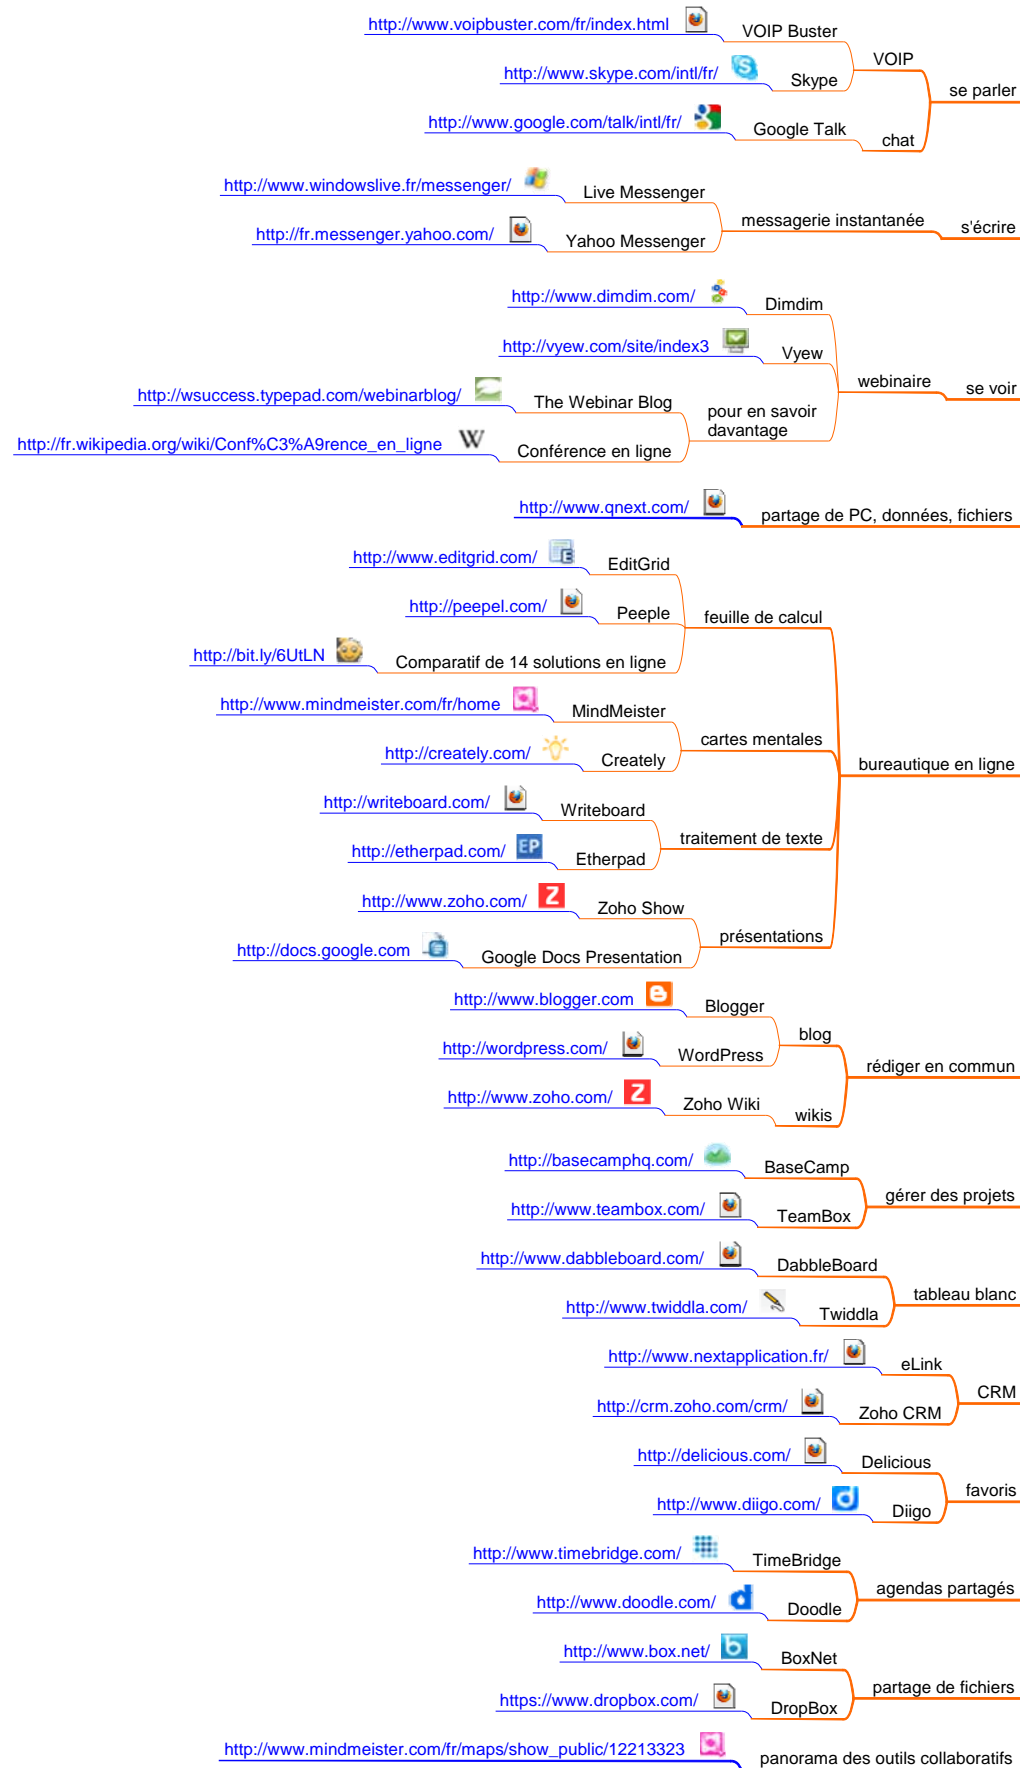 http://www.voipbuster.com/fr/index.html
VOIP Buster
VOIP
http://www.skype.com/intl/fr/
Skype
se parler
http://www.google.com/talk/intl/fr/
Google Talk
chat
http://www.windowslive.fr/messenger/
Live Messenger
messagerie instantanée
s'écrire
http://fr.messenger.yahoo.com/
Yahoo Messenger
http://www.dimdim.com/
Dimdim
http://vyew.com/site/index3
Vyew
webinaire
se voir
http://wsuccess.typepad.com/webinarblog/
The Webinar Blog
pour en savoir
davantage
http://fr.wikipedia.org/wiki/Conf%C3%A9rence_en_ligne
W
Conférence en ligne
http://www.qnext.com/
partage de PC, données, fichiers
http://www.editgrid.com/
E
EditGrid
http://peepel.com/
Peeple
feuille de calcul
http://bit.ly/6UtLN
Comparatif de 14 solutions en ligne
http://www.mindmeister.com/fr/home
MindMeister
cartes mentales
http://creately.com/
Creately
bureautique en ligne
http://writeboard.com/
Writeboard
traitement de texte
http://etherpad.com/
EP
Etherpad
http://www.zoho.com/
Z
Zoho Show
présentations
http://docs.google.com
Google Docs Presentation
http://www.blogger.com
Blogger
blog
http://wordpress.com/
WordPress
rédiger en commun
http://www.zoho.com/
Z
Zoho Wiki
wikis
http://basecamphq.com/
BaseCamp
gérer des projets
http://www.teambox.com/
TeamBox
http://www.dabbleboard.com/
DabbleBoard
tableau blanc
http://www.twiddla.com/
Twiddla
http://www.nextapplication.fr/
eLink
CRM
http://crm.zoho.com/crm/
Zoho CRM
http://delicious.com/
Delicious
favoris
http://www.diigo.com/
d
Diigo
http://www.timebridge.com/
TimeBridge
agendas partagés
http://www.doodle.com/
d
Doodle
http://www.box.net/
b
BoxNet
partage de fichiers
https://www.dropbox.com/
DropBox
http://www.mindmeister.com/fr/maps/show_public/12213323
panorama des outils collaboratifs